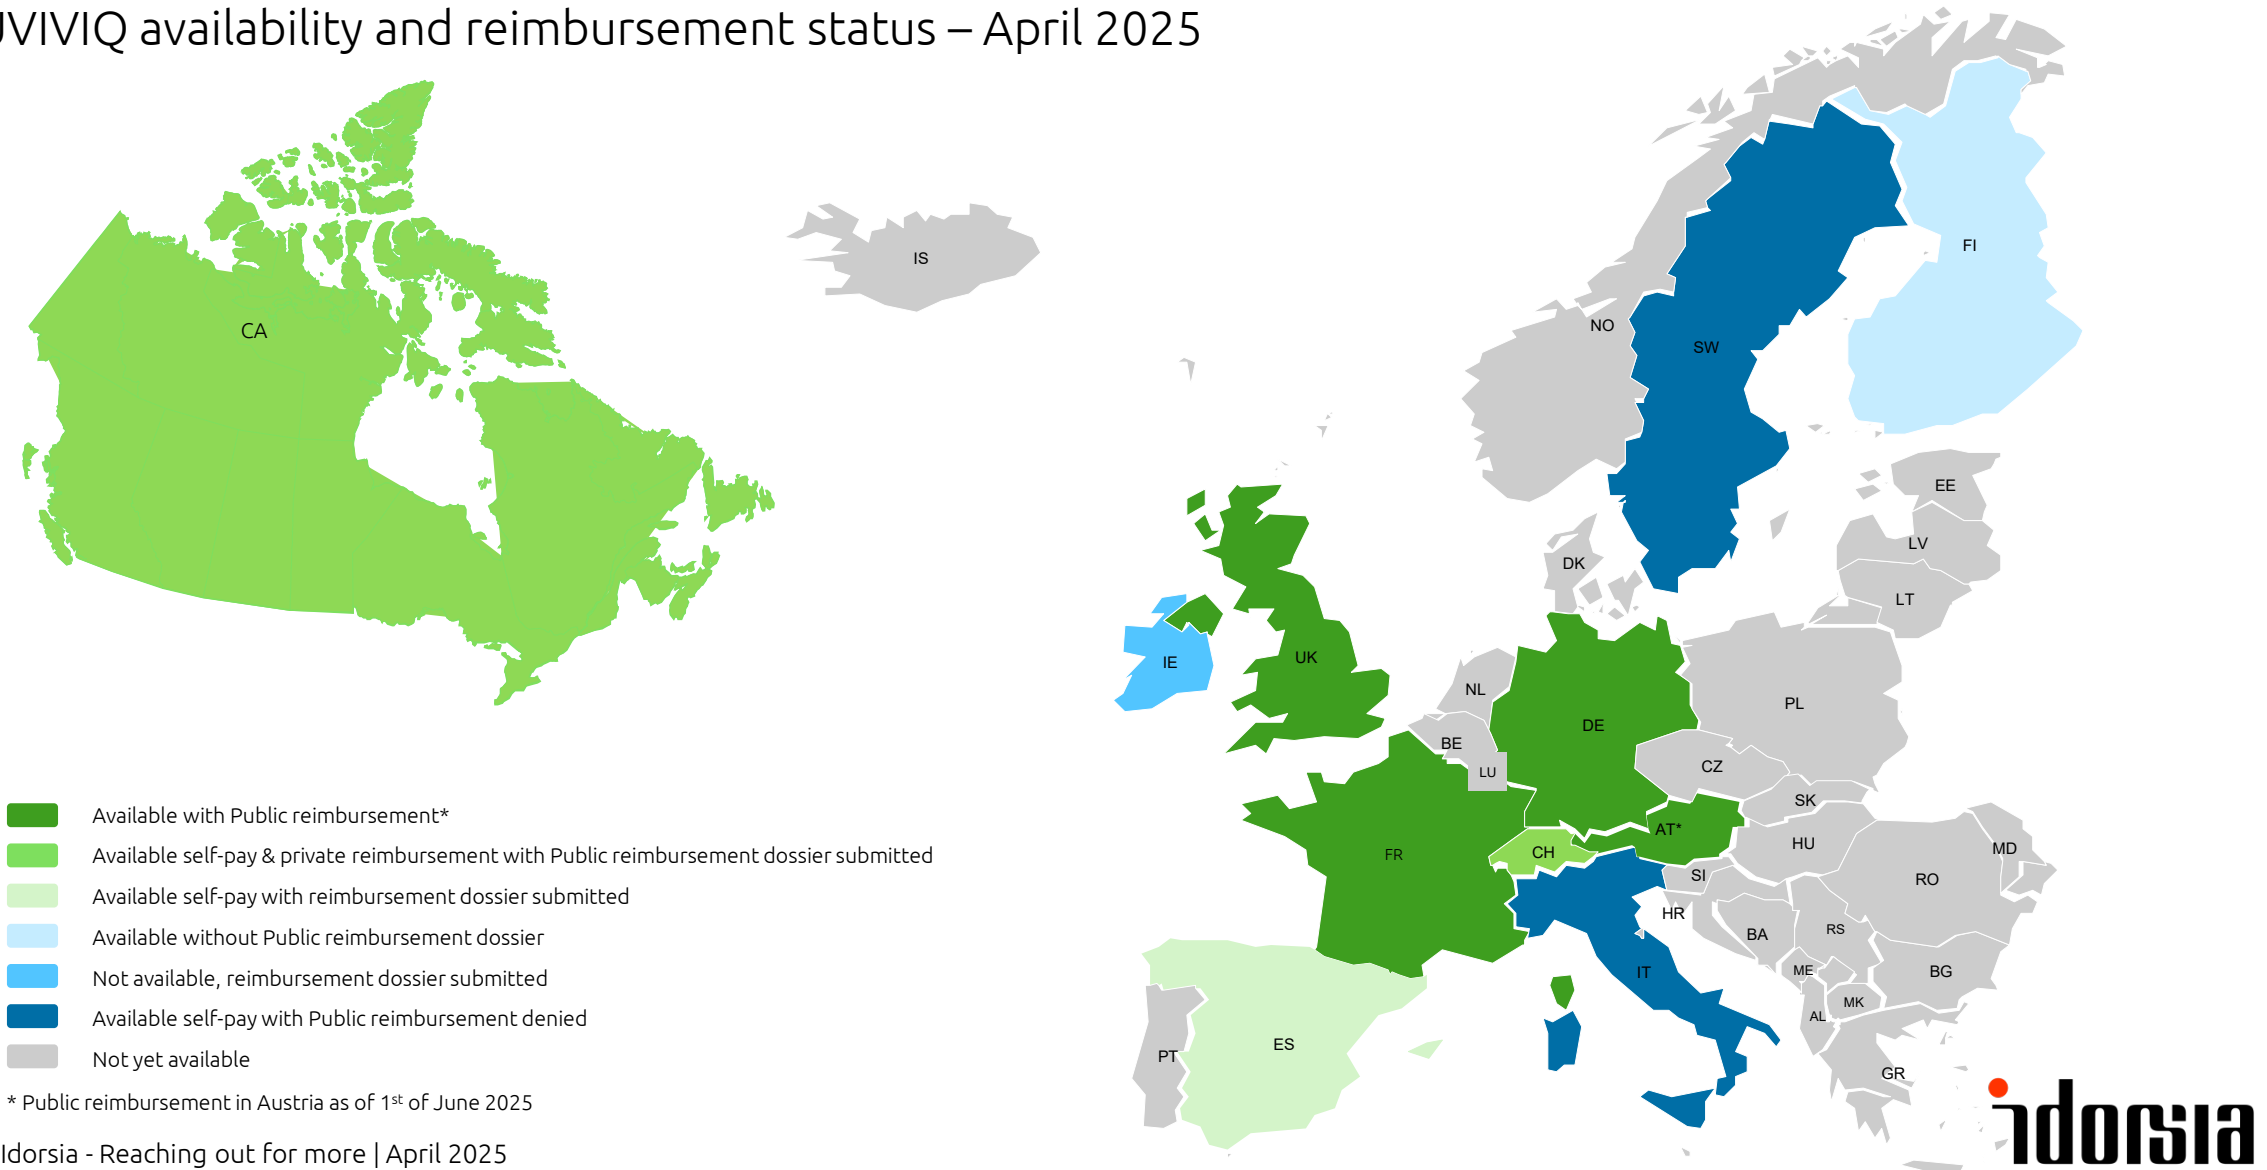 UVIVIQ availability and reimbursement status – April 2025
CA
IS
NO
SW
FI
EE
LV
LT
DK
IE
UK
NL
BE
LU
DE
PL
CZ
SK
AT*
HU
MD
FR
CH
SI
RO
HR
BA
RS
IT
ME
BG
MK
AL
ES
PT
GR
Available with Public reimbursement*
Available self-pay & private reimbursement with Public reimbursement dossier submitted
Available self-pay with reimbursement dossier submitted
Available without Public reimbursement dossier
Not available, reimbursement dossier submitted
Available self-pay with Public reimbursement denied
Not yet available
* Public reimbursement in Austria as of 1st of June 2025
Idorsia - Reaching out for more | April 2025
idorsia